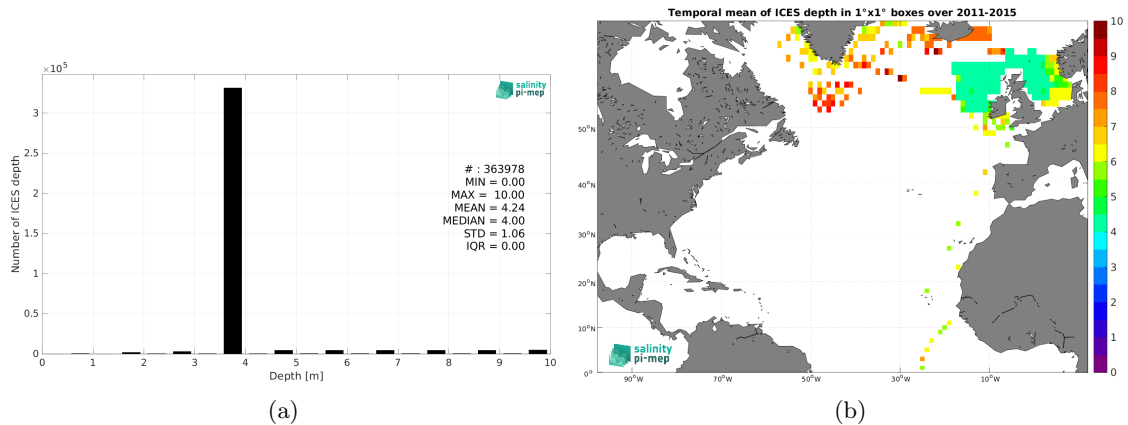 ×10⁵
3
2.5
2
1.5
1
0.5
0
0 1 2 3 4 5 6 7 8 9 10
Number of ICES depth
Depth [m]
salinity
pi-mep
# : 363978
MIN = 0.00
MAX = 10.00
MEAN = 4.24
MEDIAN = 4.00
STD = 1.06
IQR = 0.00
(a)
Temporal mean of ICES depth in 1°x1° boxes over 2011-2015
50°N
40°N
30°N
20°N
10°N
0°
90°W 70°W 50°W 30°W 10°W
salinity
pi-mep
10
9
8
7
6
5
4
3
2
1
0
(b)